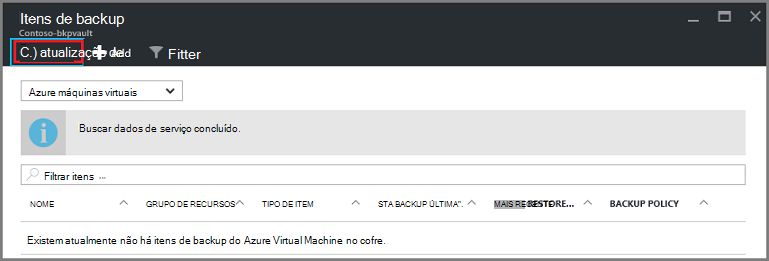 Itens de backup
Contoso-bkpvault
C.) atualização de Add Fitter
Azure máquinas virtuais
Buscar dados de serviço concluído.
Filtrar itens ...
NOME GRUPO DE RECURSOS TIPO DE ITEM STA BACKUP ÚLTIMA". MAIS RE RESTORE... BACKUP POLICY
Existem atualmente não há itens de backup do Azure Virtual Machine no cofre.